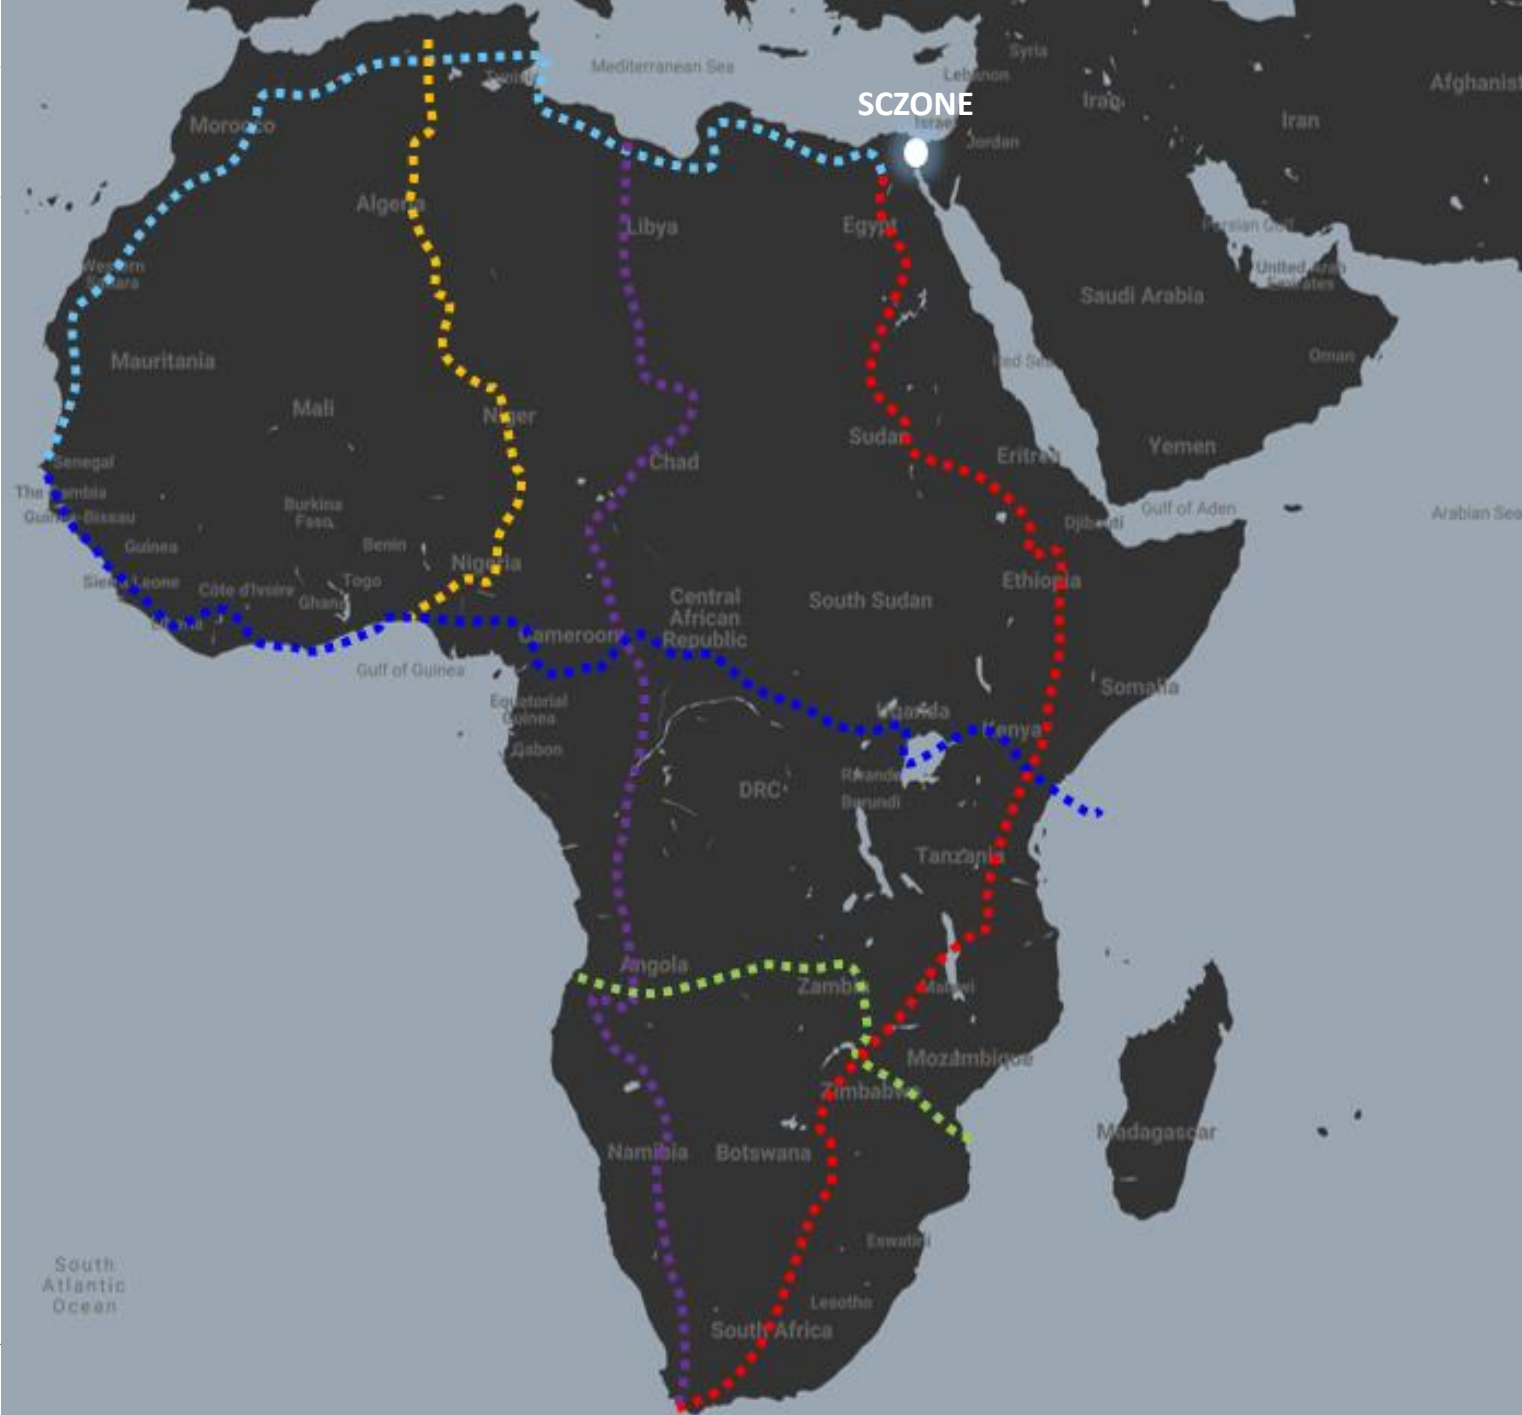 Syria
Mediterranean Sea
Lebanon
Tunisia
Afghanist
SCZONE
Iraq
Israel
Iran
Morocco
Jordan
Algeria
Libya
Egypt
Persian Gulf
Western
Sahara
United Arab
Emirates
Saudi Arabia
Mauritania
Oman
Red Sea
Mali
Niger
Sudan
Yemen
Eritrea
Senegal
Chad
The Gambia
Guinea-Bissau
Burkina
Faso
Gulf of Aden
Arabian Sea
Djibouti
Guinea
Benin
Nigeria
Sierra Leone
Togo
Ethiopia
Côte d'Ivoire
Ghana
Central
African
Republic
South Sudan
Liberia
Cameroon
Gulf of Guinea
Somalia
Equatorial
Guinea
Uganda
Kenya
Gabon
Rwanda
DRC
Burundi
Tanzania
Angola
Zambia
Malawi
Mozambique
Zimbabwe
Madagascar
Namibia
Botswana
Eswatini
South
Atlantic
Ocean
Lesotho
South Africa